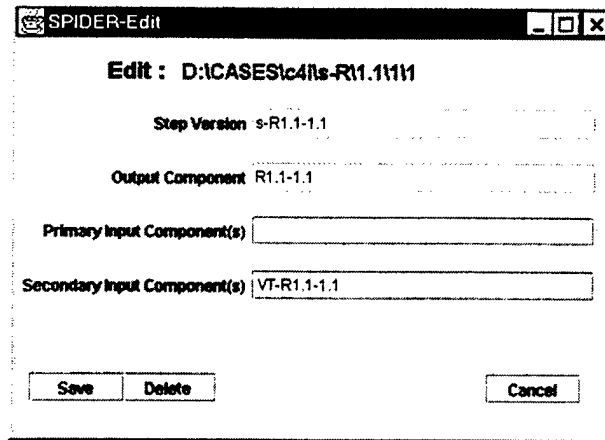 SPIDER-Edit
Edit : D:\CASES\c4i\s-R\1.1\1\1
Step Version s-R1.1-1.1
Output Component R1.1-1.1
Primary Input Component(s)
Secondary Input Component(s) VT-R1.1-1.1
Save Delete Cancel